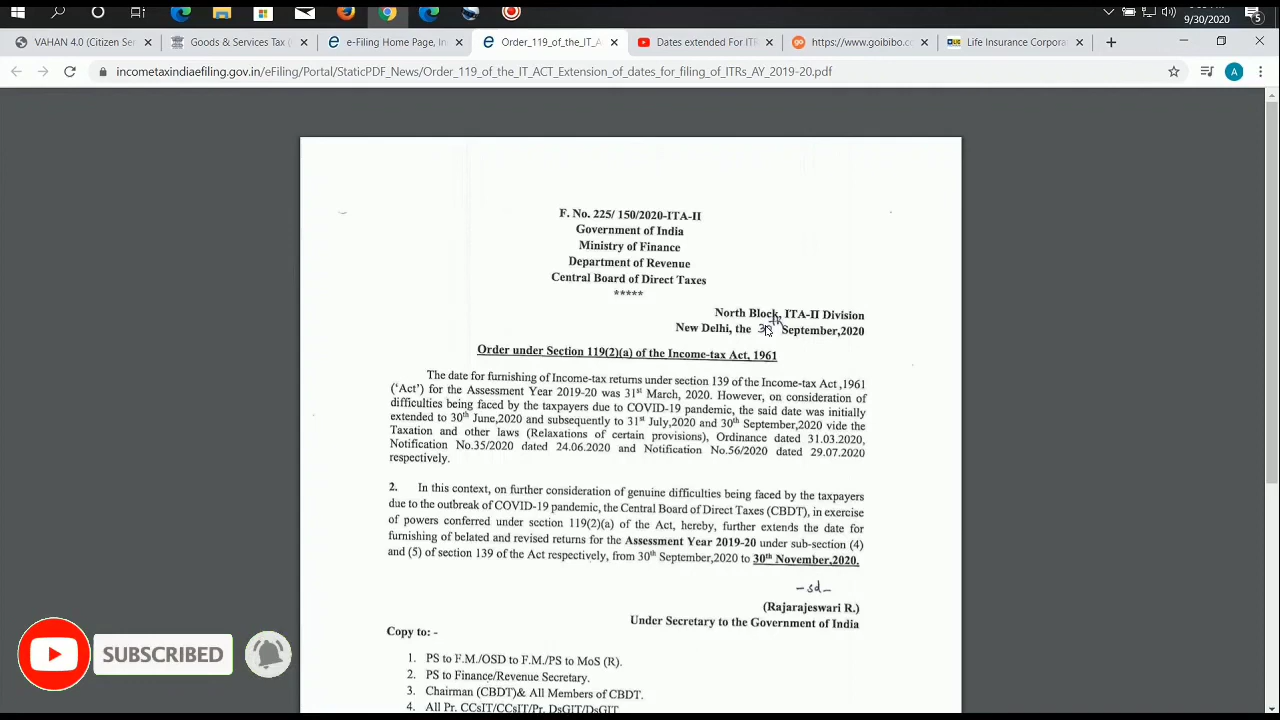 9/30/2020
5
VAHAN 4.0 (Citizen Se
Goods & Services Tax (
e-Filing Home Page, In
Order_119_of_the_IT_A
Dates extended For ITR
https://www.goibibo.c
Life Insurance Corpora
incometaxindiaefiling.gov.in/eFiling/Portal/StaticPDF_News/Order_119_of_the_IT_ACT_Extension_of_dates_for_filing_of_ITRs_AY_2019-20.pdf
A
F. No. 225/ 150/2020-ITA-II
Government of India
Ministry of Finance
Department of Revenue
Central Board of Direct Taxes
*****
North Block, ITA-II Division
New Delhi, the 30th September,2020
Order under Section 119(2)(a) of the Income-tax Act, 1961
The date for furnishing of Income-tax returns under section 139 of the Income-tax Act ,1961
('Act') for the Assessment Year 2019-20 was 31st March, 2020. However, on consideration of
difficulties being faced by the taxpayers due to COVID-19 pandemic, the said date was initially
extended to 30th June,2020 and subsequently to 31st July,2020 and 30th September,2020 vide the
Taxation and other laws (Relaxations of certain provisions), Ordinance dated 31.03.2020,
Notification No.35/2020 dated 24.06.2020 and Notification No.56/2020 dated 29.07.2020
respectively.
2. In this context, on further consideration of genuine difficulties being faced by the taxpayers
due to the outbreak of COVID-19 pandemic, the Central Board of Direct Taxes (CBDT), in exercise
of powers conferred under section 119(2)(a) of the Act, hereby, further extends the date for
furnishing of belated and revised returns for the Assessment Year 2019-20 under sub-section (4)
and (5) of section 139 of the Act respectively, from 30th September,2020 to 30th November,2020.
-sd-
(Rajarajeswari R.)
Under Secretary to the Government of India
Copy to: -
1. PS to F.M./OSD to F.M./PS to MoS (R).
2. PS to Finance/Revenue Secretary.
3. Chairman (CBDT)& All Members of CBDT.
4. All Pr. CCsIT/CCsIT/Pr. DsGIT/DsGIT
SUBSCRIBED